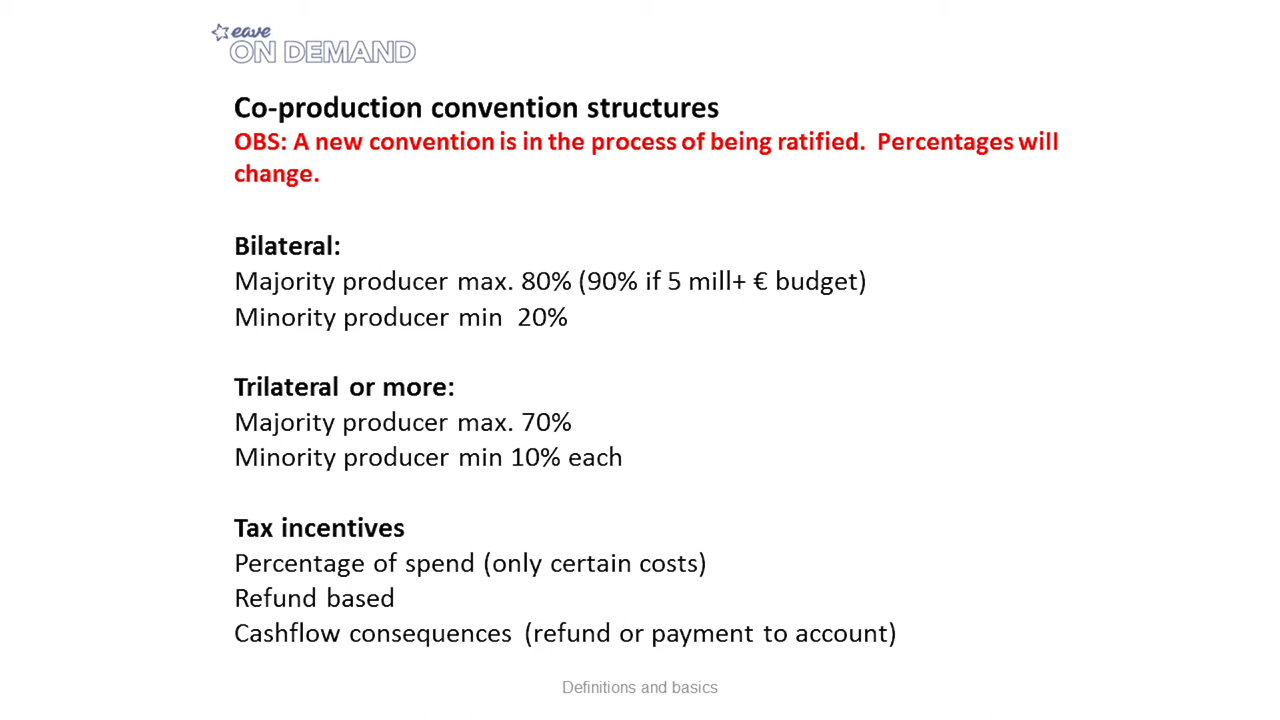 eave
ON DEMAND
Co-production convention structures
OBS: A new convention is in the process of being ratified.  Percentages will
change.
Bilateral:
Majority producer max. 80% (90% if 5 mill+ € budget)
Minority producer min  20%
Trilateral or more:
Majority producer max. 70%
Minority producer min 10% each
Tax incentives
Percentage of spend (only certain costs)
Refund based
Cashflow consequences (refund or payment to account)
Definitions and basics